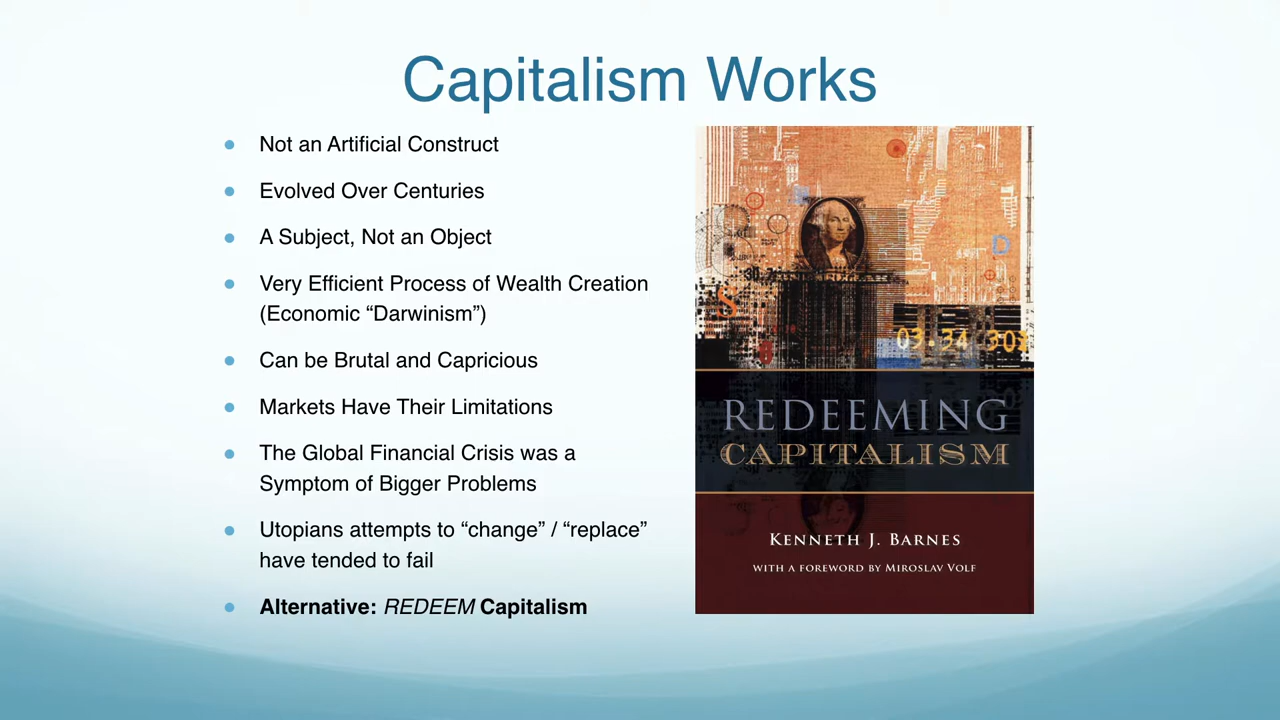 Capitalism Works
Not an Artificial Construct
Evolved Over Centuries
A Subject, Not an Object
Very Efficient Process of Wealth Creation
(Economic “Darwinism”)
Can be Brutal and Capricious
Markets Have Their Limitations
The Global Financial Crisis was a
Symptom of Bigger Problems
Utopians attempts to “change” / “replace”
have tended to fail
Alternative: REDEEM Capitalism
REDEEMING
CAPITALISM
KENNETH J. BARNES
WITH A FOREWORD BY MIROSLAV VOLF